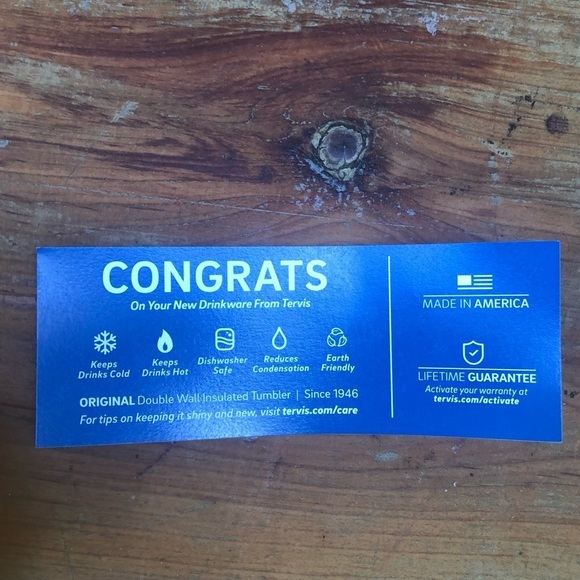 CONGRATS
On Your New Drinkware From Tervis
Keeps
Drinks Cold
Keeps
Drinks Hot
Dishwasher
Safe
Reduces
Condensation
Earth
Friendly
ORIGINAL Double Wall Insulated Tumbler | Since 1946
For tips on keeping it shiny and new, visit tervis.com/care
MADE IN AMERICA
LIFETIME GUARANTEE
Activate your warranty at
tervis.com/activate